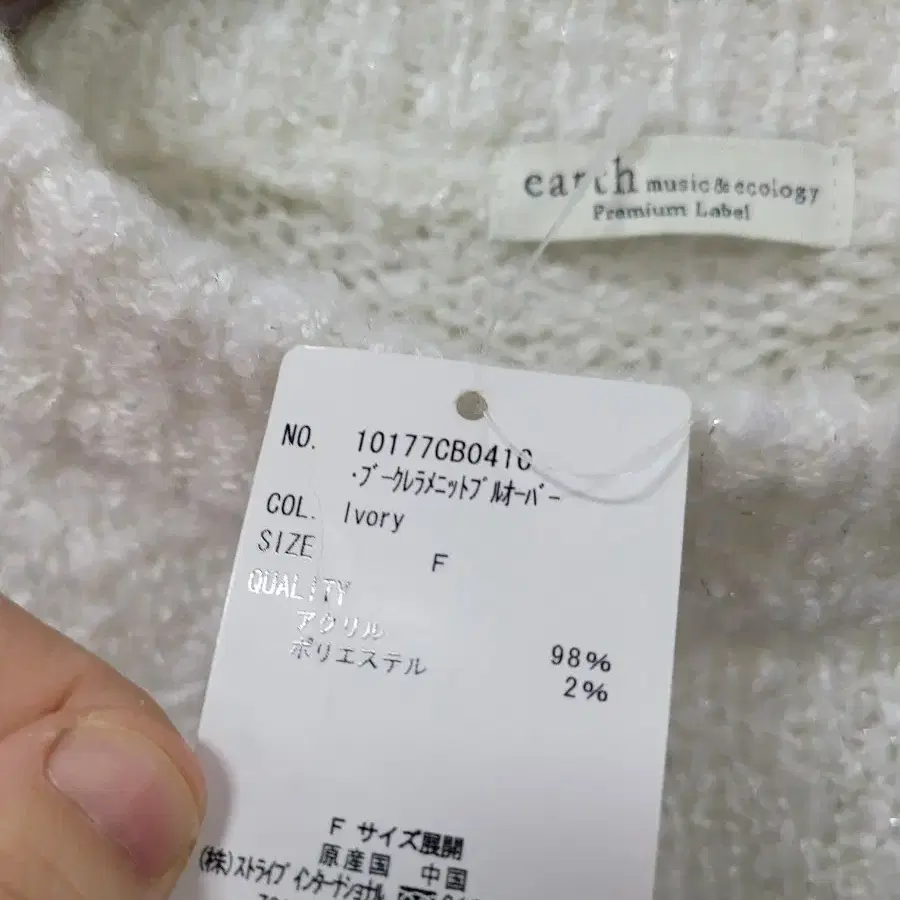 earth music&ecology
Premium Label
NO. 10177CB041C
・ブークレラメニットプルオーバー
COL. Ivory
SIZE F
QUALITY
アクリル 98%
ポリエステル 2%
F サイズ展開
原産国 中国
(株)ストライプ インターナショナル